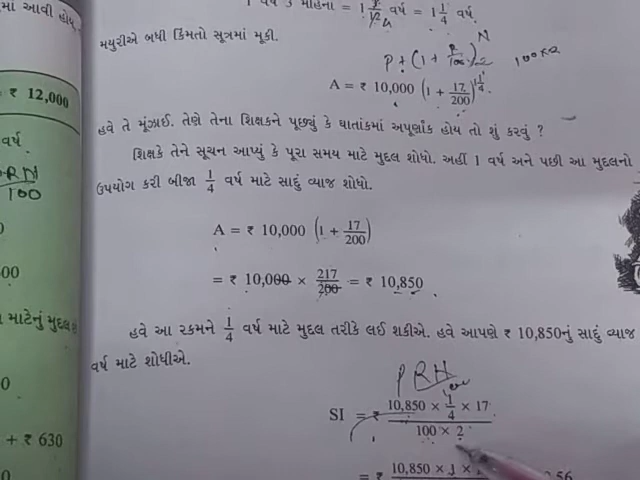 1 વર્ષ 3 મહિના = 1 3/12 વર્ષ = 1 1/4 વર્ષ.
માં આવી હોય,
મયુરીએ બધી કિંમતો સૂત્રમાં મૂકી.
N
P + (1 + R/100)
= ₹ 12,000
A = ₹ 10,000 (1 + 17/200)^1 1/4.
હવે તે મૂંઝાઈ. તેણે તેના શિક્ષકને પૂછ્યું કે ઘાતાંકમાં અપૂર્ણાંક હોય તો શું કરવું ?
વર્ષ.
શિક્ષકે તેને સૂચન આપ્યું કે પૂરા સમય માટે મુદ્દલ શોધો. અહીં 1 વર્ષ અને પછી આ મુદ્દલનો
PRN/100
ઉપયોગ કરી બીજા 1/4 વર્ષ માટે સાદું વ્યાજ શોધો.
A = ₹ 10,000 (1 + 17/200)
= ₹ 10,000 × 217/200 = ₹ 10,850
માટેનું મુદ્દલ
હવે આ રકમને 1/4 વર્ષ માટે મુદ્દલ તરીકે લઈ શકીએ. હવે આપણે ₹ 10,850નું સાદું વ્યાજ
વર્ષ માટે શોધીએ.
PRN
SI = ₹ 10,850 × 1/4 × 17 / 100 × 2
+ ₹ 630
= ₹ 10,850 × 1 ×